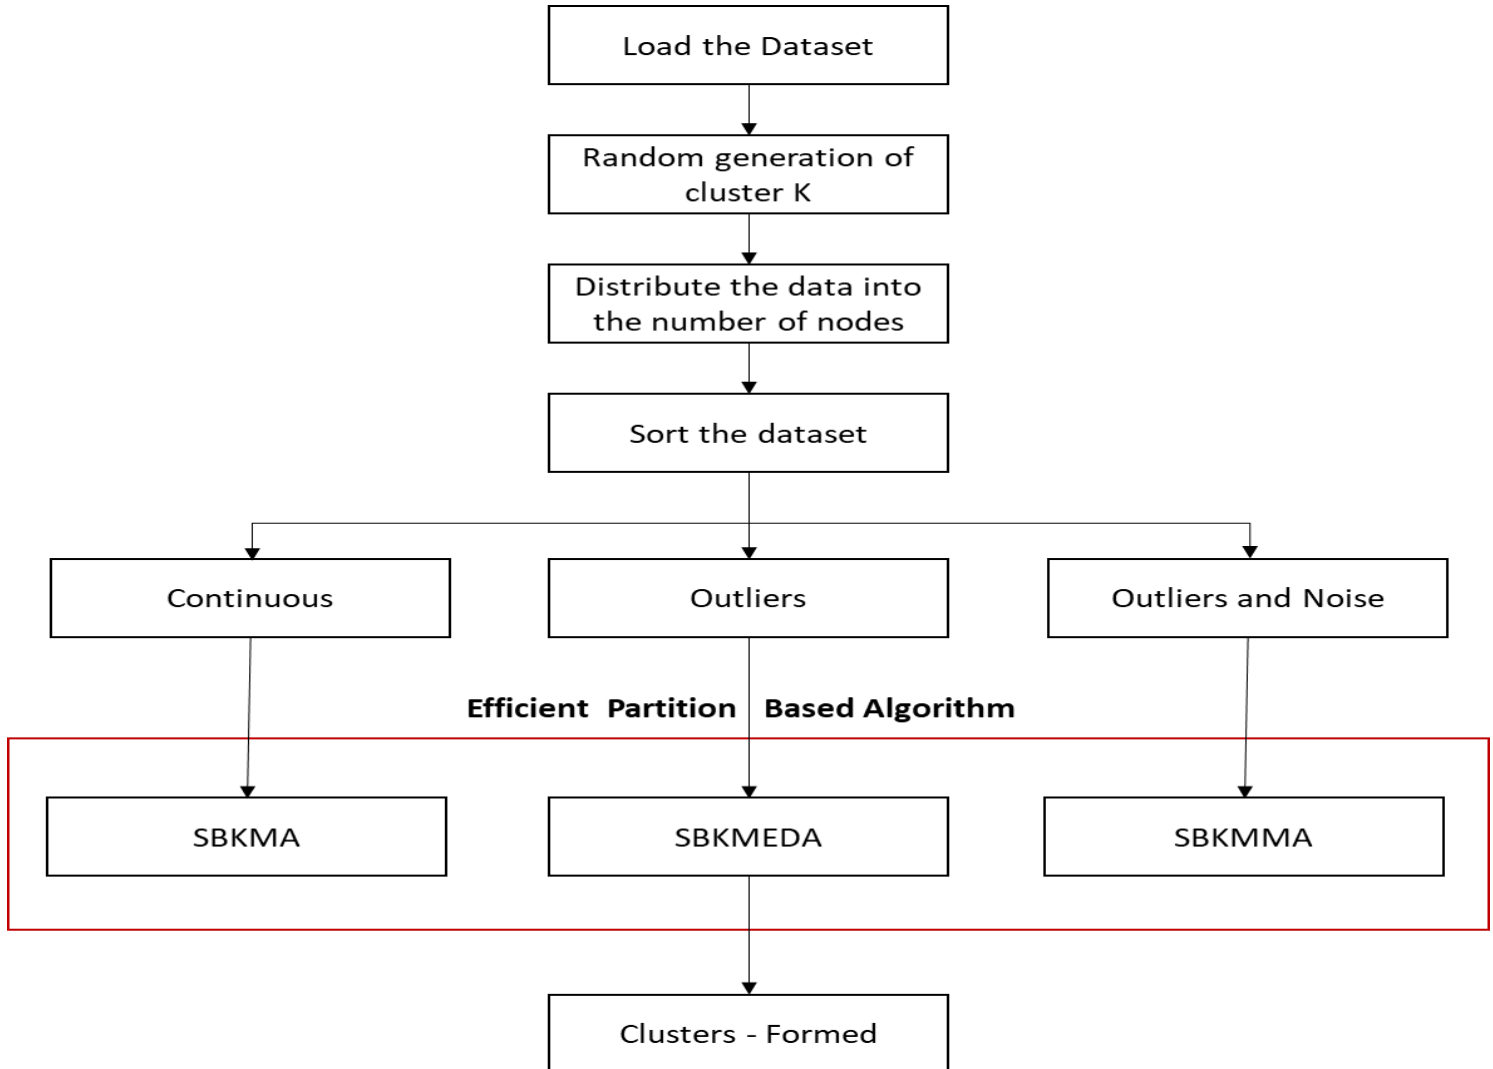 Load the Dataset
Random generation of
cluster K
Distribute the data into
the number of nodes
Sort the dataset
Continuous
Outliers
Outliers and Noise
Efficient Partition Based Algorithm
SBKMA
SBKMEDA
SBKMMA
Clusters - Formed